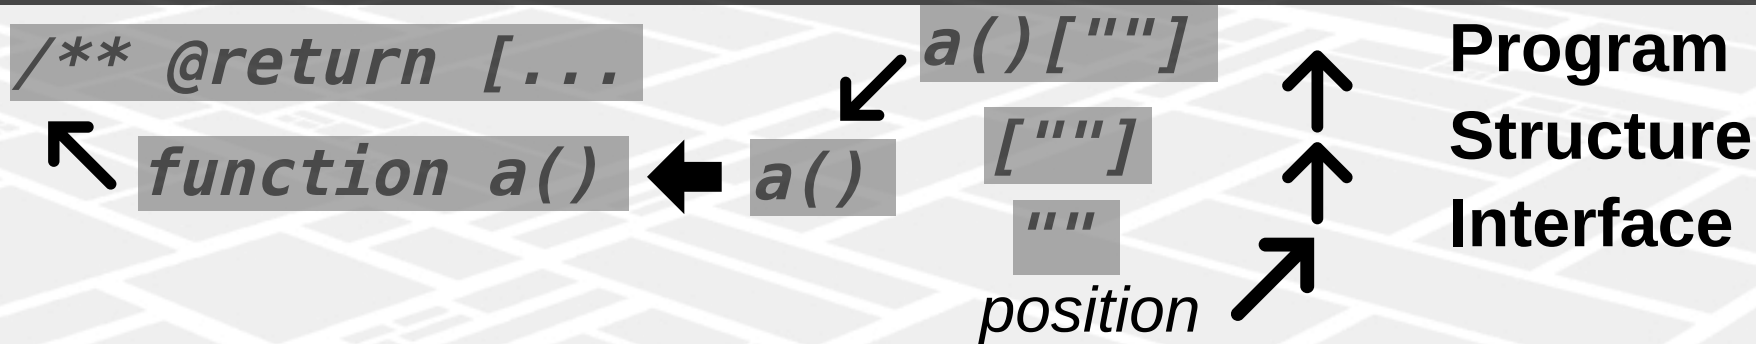 /** @return [...
function a()
a()
a()[""]
[""]
""
position
Program
Structure
Interface